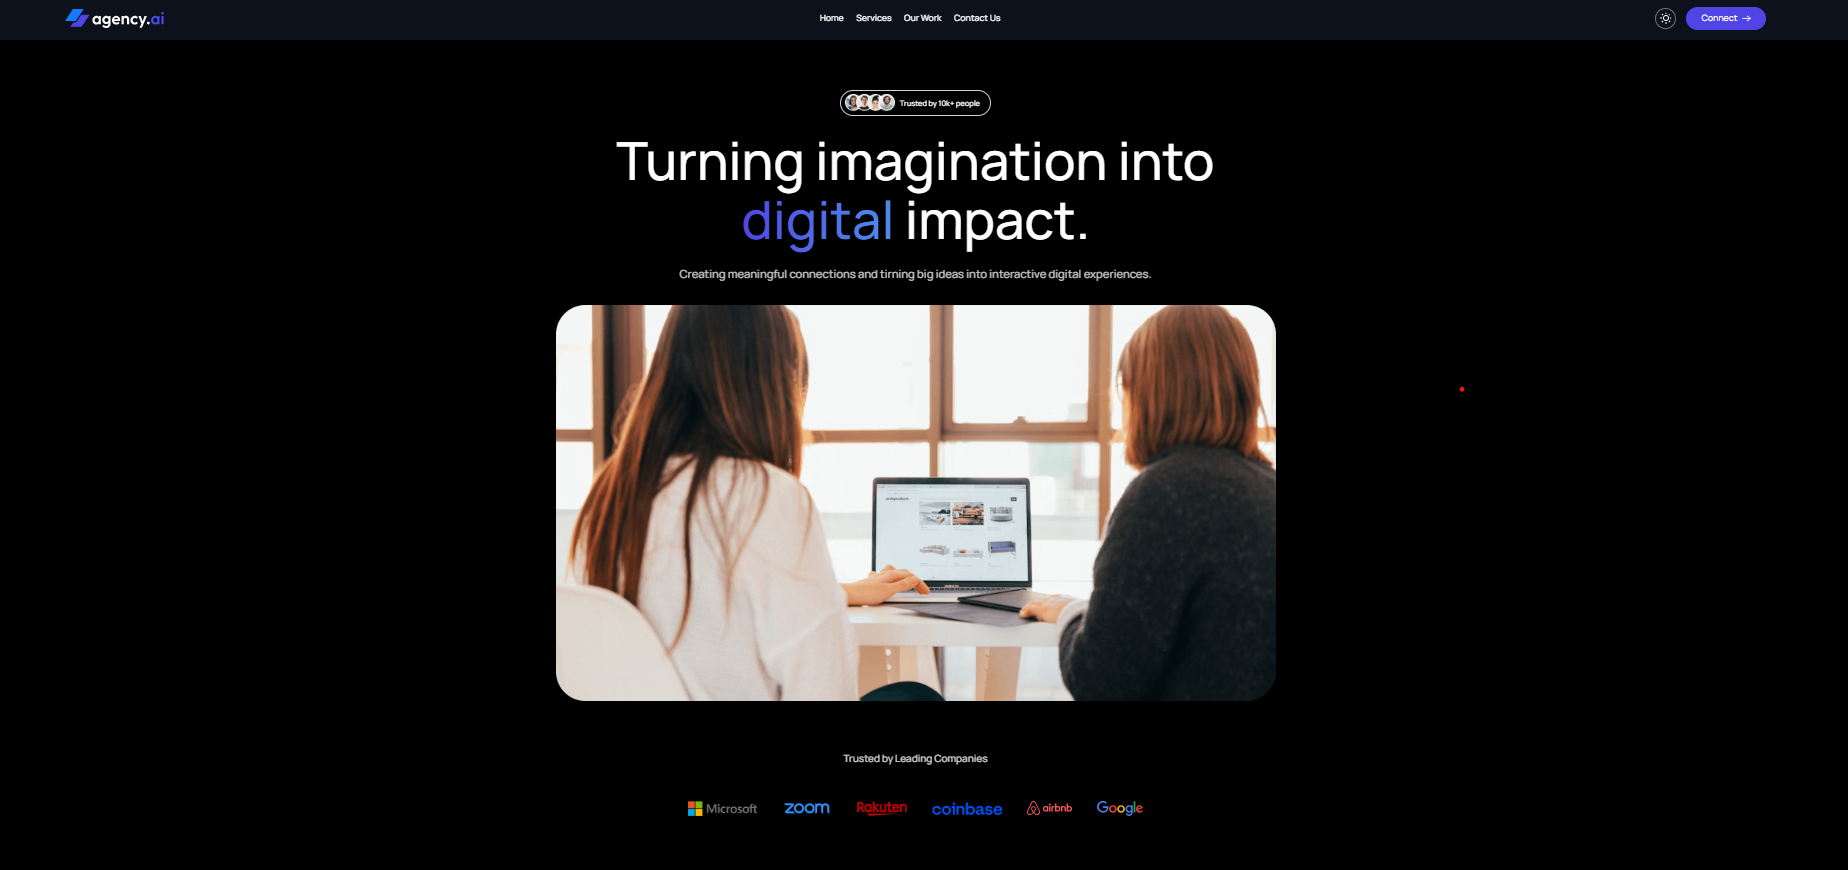 agency.ai
Home Services Our Work Contact Us
Connect →
Trusted by 10k+ people
Turning imagination into
digital impact.
Creating meaningful connections and tirning big ideas into interactive digital experiences.
Trusted by Leading Companies
Microsoft zoom Rakuten coinbase airbnb Google